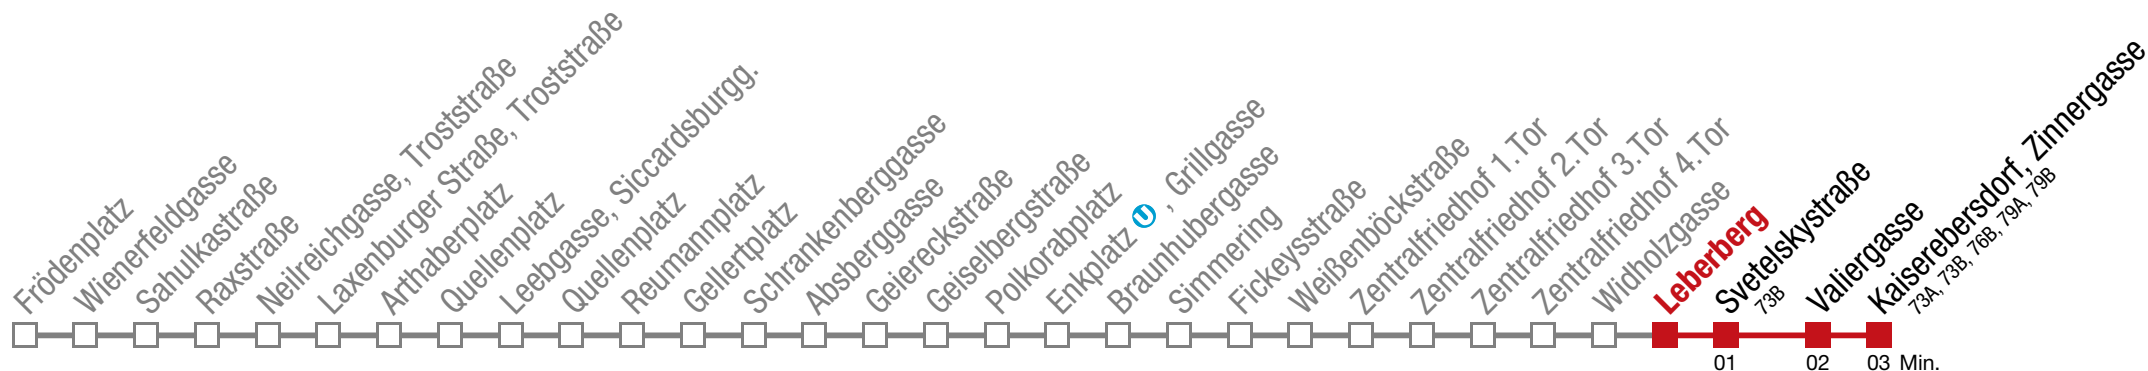 Frödenplatz
Wienerfeldgasse
Sahulkastraße
Raxstraße
Neilreichgasse, Troststraße
Laxenburger Straße, Troststraße
Arthaberplatz
Quellenplatz
Leebgasse, Siccardsburgg.
Quellenplatz
Reumannplatz
Gellertplatz
Schrankenberggasse
Absberggasse
Geiereckstraße
Geiselbergstraße
Polkorabplatz
Enkplatz U, Grillgasse
Braunhubergasse
Simmering
Fickeysstraße
Weißenböckstraße
Zentralfriedhof 1.Tor
Zentralfriedhof 2.Tor
Zentralfriedhof 3.Tor
Zentralfriedhof 4.Tor
Widholzgasse
Leberberg
Svetelskystraße
73B
Valiergasse
Kaiserebersdorf, Zinnergasse
73A, 73B, 76B, 79A, 79B
01 02 03 Min.